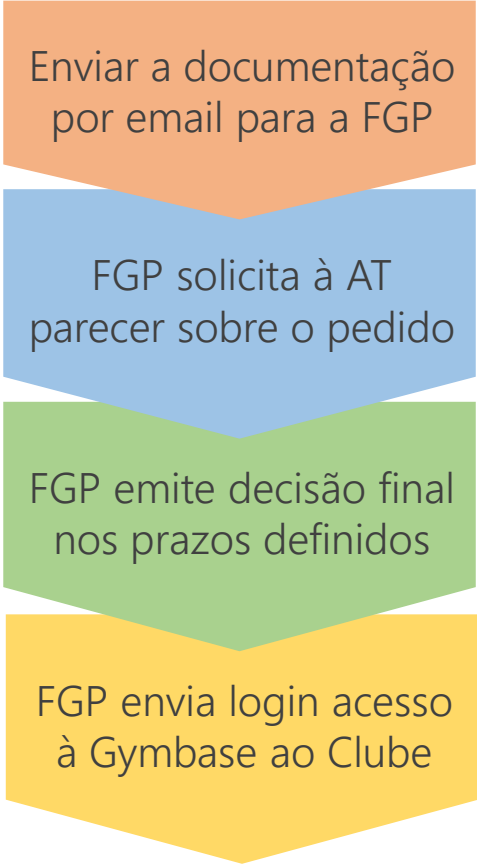 Enviar a documentação
por email para a FGP
FGP solicita à AT
parecer sobre o pedido
FGP emite decisão final
nos prazos definidos
FGP envia login acesso
à Gymbase ao Clube